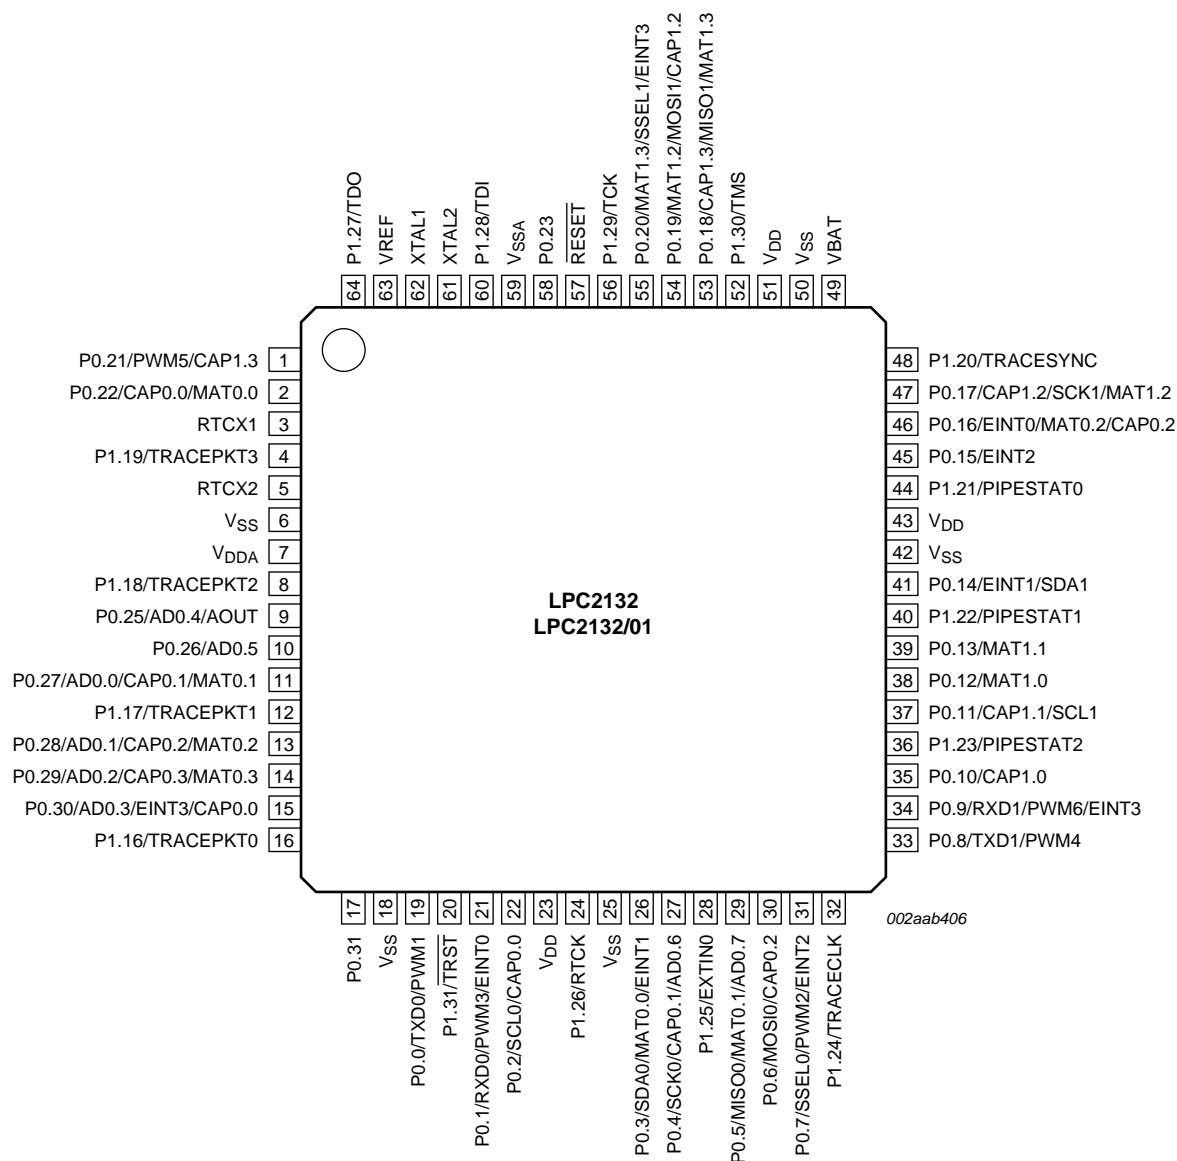 P1.27/TDO
VREF
XTAL1
XTAL2
P1.28/TDI
VSSA
P0.23
RESET
P1.29/TCK
P0.20/MAT1.3/SSEL1/EINT3
P0.19/MAT1.2/MOSI1/CAP1.2
P0.18/CAP1.3/MISO1/MAT1.3
P1.30/TMS
VDD
VSS
VBAT
64 63 62 61 60 59 58 57 56 55 54 53 52 51 50 49
P0.21/PWM5/CAP1.3 1
P0.22/CAP0.0/MAT0.0 2
RTCX1 3
P1.19/TRACEPKT3 4
RTCX2 5
VSS 6
VDDA 7
P1.18/TRACEPKT2 8
P0.25/AD0.4/AOUT 9
P0.26/AD0.5 10
P0.27/AD0.0/CAP0.1/MAT0.1 11
P1.17/TRACEPKT1 12
P0.28/AD0.1/CAP0.2/MAT0.2 13
P0.29/AD0.2/CAP0.3/MAT0.3 14
P0.30/AD0.3/EINT3/CAP0.0 15
P1.16/TRACEPKT0 16
LPC2132
LPC2132/01
48 P1.20/TRACESYNC
47 P0.17/CAP1.2/SCK1/MAT1.2
46 P0.16/EINT0/MAT0.2/CAP0.2
45 P0.15/EINT2
44 P1.21/PIPESTAT0
43 VDD
42 VSS
41 P0.14/EINT1/SDA1
40 P1.22/PIPESTAT1
39 P0.13/MAT1.1
38 P0.12/MAT1.0
37 P0.11/CAP1.1/SCL1
36 P1.23/PIPESTAT2
35 P0.10/CAP1.0
34 P0.9/RXD1/PWM6/EINT3
33 P0.8/TXD1/PWM4
17 18 19 20 21 22 23 24 25 26 27 28 29 30 31 32
P0.31
VSS
P0.0/TXD0/PWM1
P1.31/TRST
P0.1/RXD0/PWM3/EINT0
P0.2/SCL0/CAP0.0
VDD
P1.26/RTCK
VSS
P0.3/SDA0/MAT0.0/EINT1
P0.4/SCK0/CAP0.1/AD0.6
P1.25/EXTIN0
P0.5/MISO0/MAT0.1/AD0.7
P0.6/MOSI0/CAP0.2
P0.7/SSEL0/PWM2/EINT2
P1.24/TRACECLK
002aab406